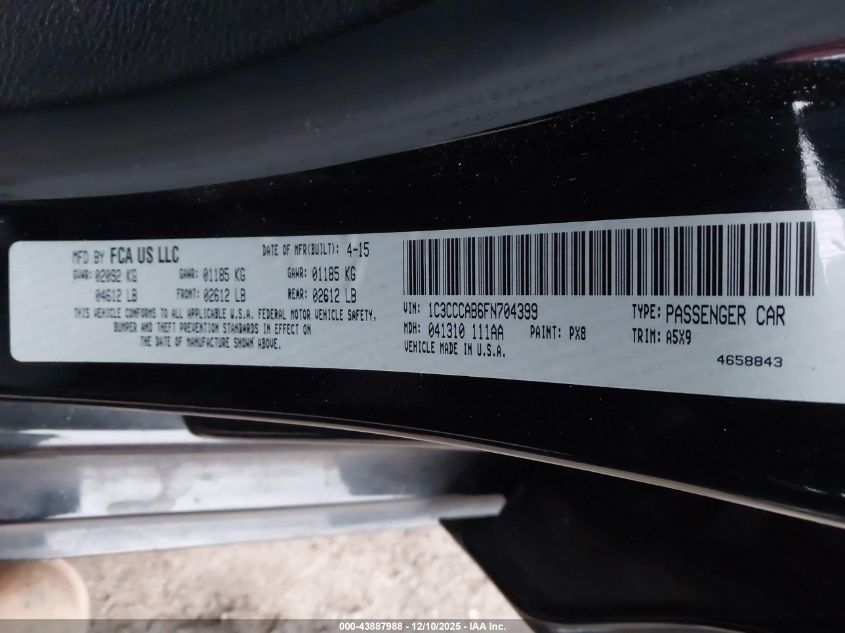 MFD BY FCA US LLC DATE OF MFR(BUILT): 4-15
GVWR: 02092 KG GAWR: 01185 KG GAWR: 01185 KG
04612 LB FRONT: 02612 LB REAR: 02612 LB
THIS VEHICLE CONFORMS TO ALL APPLICABLE U.S.A. FEDERAL MOTOR VEHICLE SAFETY,
BUMPER AND THEFT PREVENTION STANDARDS IN EFFECT ON
THE DATE OF MANUFACTURE SHOWN ABOVE.
VIN: 1C3CCCAB6FN704399 TYPE: PASSENGER CAR
MDH: 041310 111AA PAINT: PX8 TRIM: A5X9
VEHICLE MADE IN U.S.A.
4658843
000-43887988 - 12/10/2025 - IAA Inc.